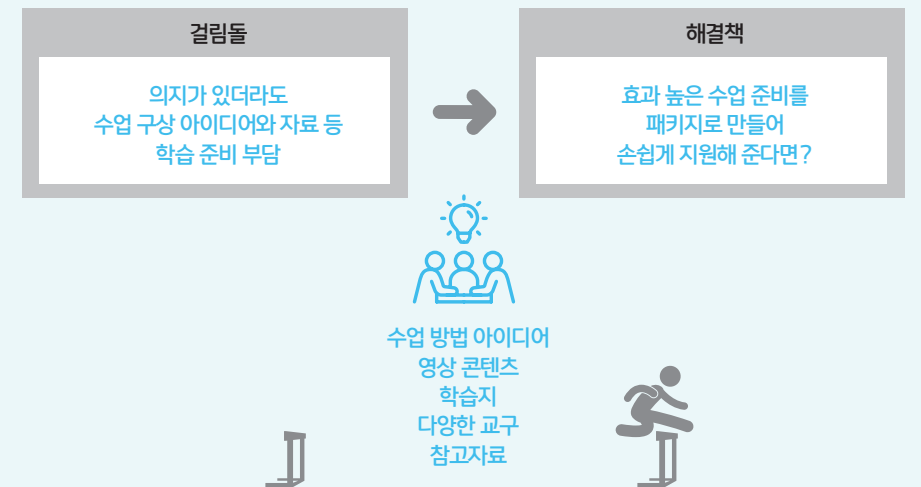 걸림돌
의지가 있더라도
수업 구상 아이디어와 자료 등
학습 준비 부담
해결책
효과 높은 수업 준비를
패키지로 만들어
손쉽게 지원해 준다면?
수업 방법 아이디어
영상 콘텐츠
학습지
다양한 교구
참고자료